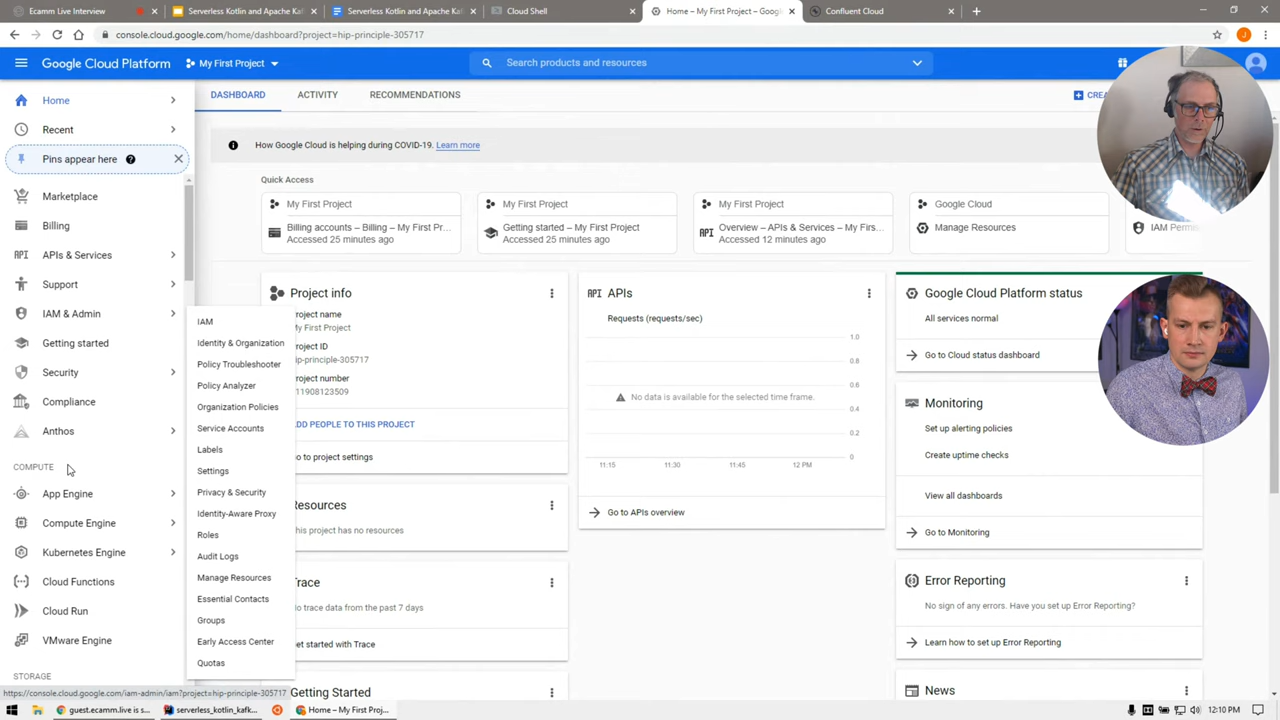 Ecamm Live Interview
Serverless Kotlin and Apache Kaf
Serverless Kotlin and Apache Ka
Cloud Shell
Home – My First Project – Googl
Confluent Cloud
console.cloud.google.com/home/dashboard?project=hip-principle-305717
J
Google Cloud Platform
My First Project
Search products and resources
Home
Recent
Pins appear here
Marketplace
Billing
APIs & Services
Support
IAM & Admin
Getting started
Security
Compliance
Anthos
COMPUTE
App Engine
Compute Engine
Kubernetes Engine
Cloud Functions
Cloud Run
VMware Engine
STORAGE
IAM
Identity & Organization
Policy Troubleshooter
Policy Analyzer
Organization Policies
Service Accounts
Labels
Settings
Privacy & Security
Identity-Aware Proxy
Roles
Audit Logs
Manage Resources
Essential Contacts
Groups
Early Access Center
Quotas
DASHBOARD
ACTIVITY
RECOMMENDATIONS
CREA
How Google Cloud is helping during COVID-19. Learn more
Quick Access
My First Project
Billing accounts – Billing – My First Pr...
Accessed 25 minutes ago
My First Project
Getting started – My First Project
Accessed 25 minutes ago
My First Project
API Overview – APIs & Services – My Firs...
Accessed 12 minutes ago
Google Cloud
Manage Resources
IAM Permis
Project info
roject name
My First Project
roject ID
ip-principle-305717
roject number
11908123509
ADD PEOPLE TO THIS PROJECT
o to project settings
Resources
his project has no resources
Trace
o trace data from the past 7 days
et started with Trace
Getting Started
API APIs
Requests (requests/sec)
1.0
0.8
0.6
No data is available for the selected time frame.
0.4
0.2
0
11:15
11:30
11:45
12 PM
Go to APIs overview
Google Cloud Platform status
All services normal
Go to Cloud status dashboard
Monitoring
Set up alerting policies
Create uptime checks
View all dashboards
Go to Monitoring
Error Reporting
No sign of any errors. Have you set up Error Reporting?
Learn how to set up Error Reporting
News
https://console.cloud.google.com/iam-admin/iam?project=hip-principle-305717
guest.ecamm.live is s
serverless_kotlin_kafk
Home – My First Proj...
12:10 PM